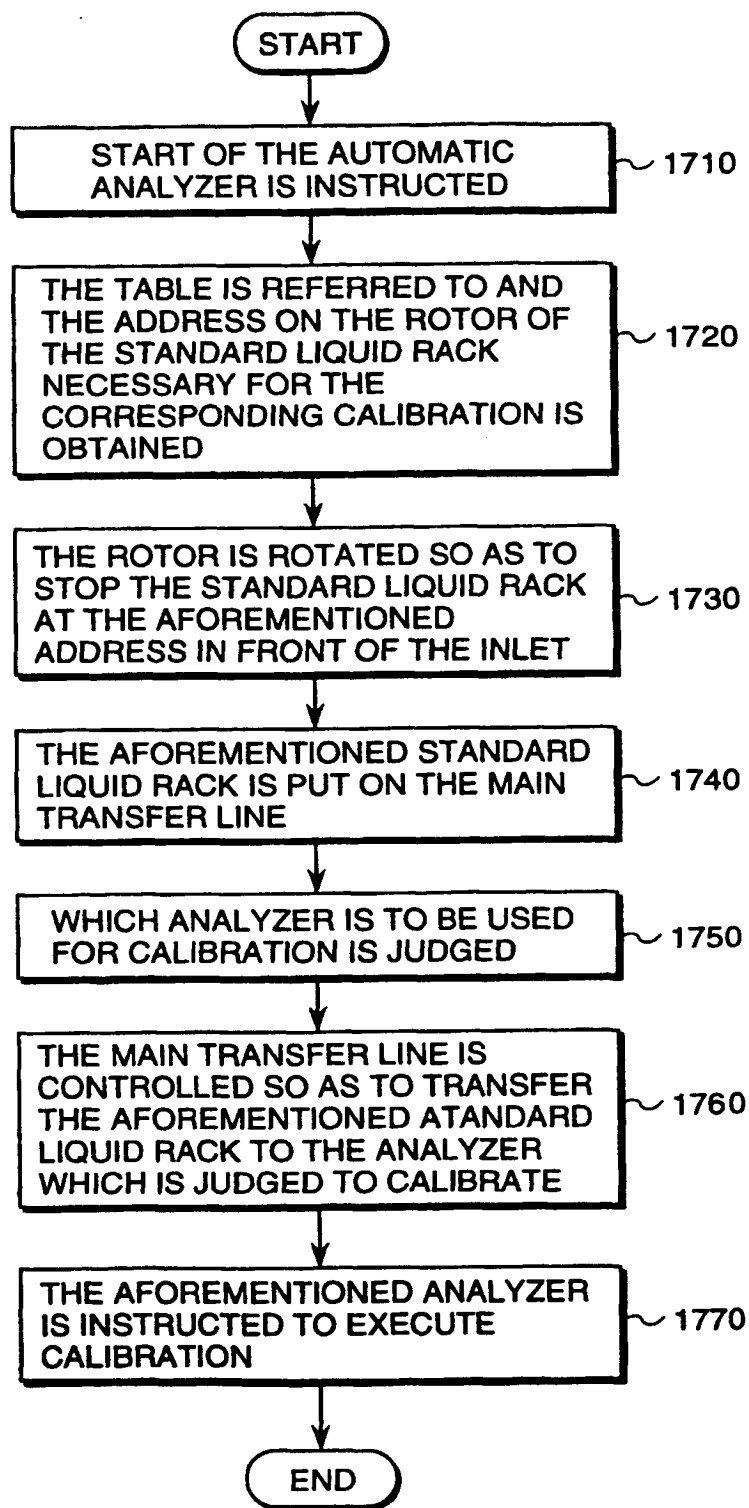 START
START OF THE AUTOMATIC
ANALYZER IS INSTRUCTED
1710
THE TABLE IS REFERRED TO AND
THE ADDRESS ON THE ROTOR OF
THE STANDARD LIQUID RACK
NECESSARY FOR THE
CORRESPONDING CALIBRATION IS
OBTAINED
1720
THE ROTOR IS ROTATED SO AS TO
STOP THE STANDARD LIQUID RACK
AT THE AFOREMENTIONED
ADDRESS IN FRONT OF THE INLET
1730
THE AFOREMENTIONED STANDARD
LIQUID RACK IS PUT ON THE MAIN
TRANSFER LINE
1740
WHICH ANALYZER IS TO BE USED
FOR CALIBRATION IS JUDGED
1750
THE MAIN TRANSFER LINE IS
CONTROLLED SO AS TO TRANSFER
THE AFOREMENTIONED ATANDARD
LIQUID RACK TO THE ANALYZER
WHICH IS JUDGED TO CALIBRATE
1760
THE AFOREMENTIONED ANALYZER
IS INSTRUCTED TO EXECUTE
CALIBRATION
1770
END